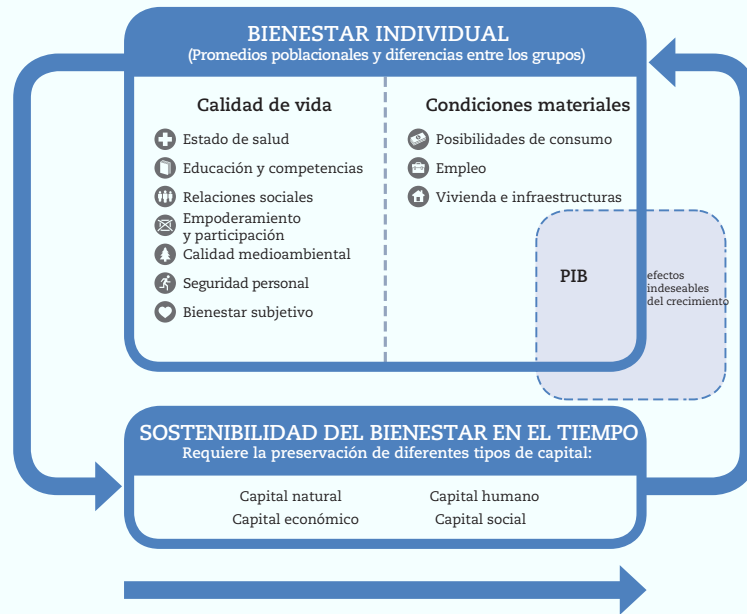 BIENESTAR INDIVIDUAL
(Promedios poblacionales y diferencias entre los grupos)
Calidad de vida
Estado de salud
Educación y competencias
Relaciones sociales
Empoderamiento
y participación
Calidad medioambiental
Seguridad personal
Bienestar subjetivo
Condiciones materiales
Posibilidades de consumo
Empleo
Vivienda e infraestructuras
PIB
efectos
indeseables
del crecimiento
SOSTENIBILIDAD DEL BIENESTAR EN EL TIEMPO
Requiere la preservación de diferentes tipos de capital:
Capital natural
Capital humano
Capital económico
Capital social